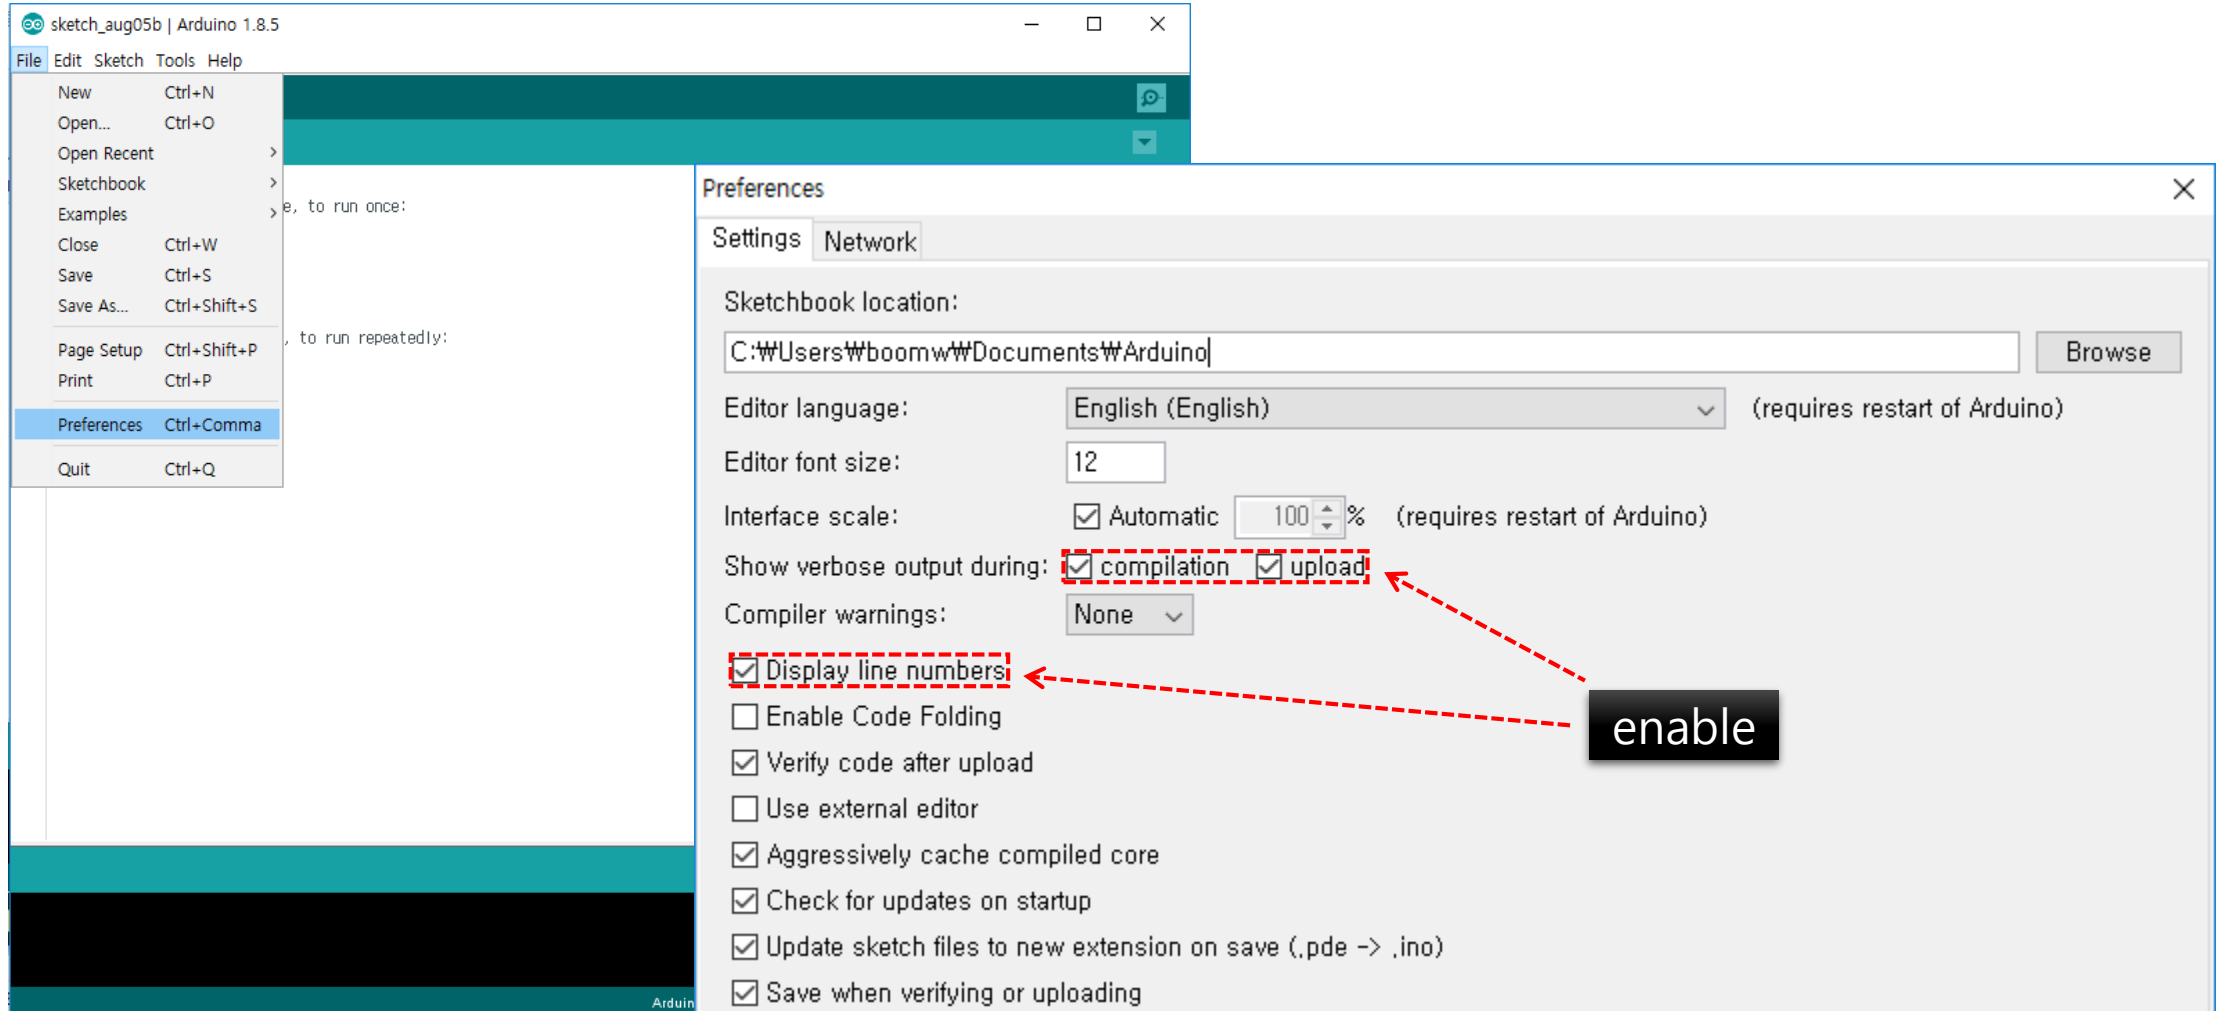 sketch_aug05b | Arduino 1.8.5
File Edit Sketch Tools Help
New Ctrl+N
Open... Ctrl+O
Open Recent
Sketchbook
Examples
Close Ctrl+W
Save Ctrl+S
Save As... Ctrl+Shift+S
Page Setup Ctrl+Shift+P
Print Ctrl+P
Preferences Ctrl+Comma
Quit Ctrl+Q
e, to run once:
, to run repeatedly:
Arduin
Preferences
Settings Network
Sketchbook location:
C:₩Users₩boomw₩Documents₩Arduino Browse
Editor language: English (English) (requires restart of Arduino)
Editor font size: 12
Interface scale: Automatic 100 % (requires restart of Arduino)
Show verbose output during: compilation upload
Compiler warnings: None
Display line numbers
Enable Code Folding
enable
Verify code after upload
Use external editor
Aggressively cache compiled core
Check for updates on startup
Update sketch files to new extension on save (.pde -> .ino)
Save when verifying or uploading